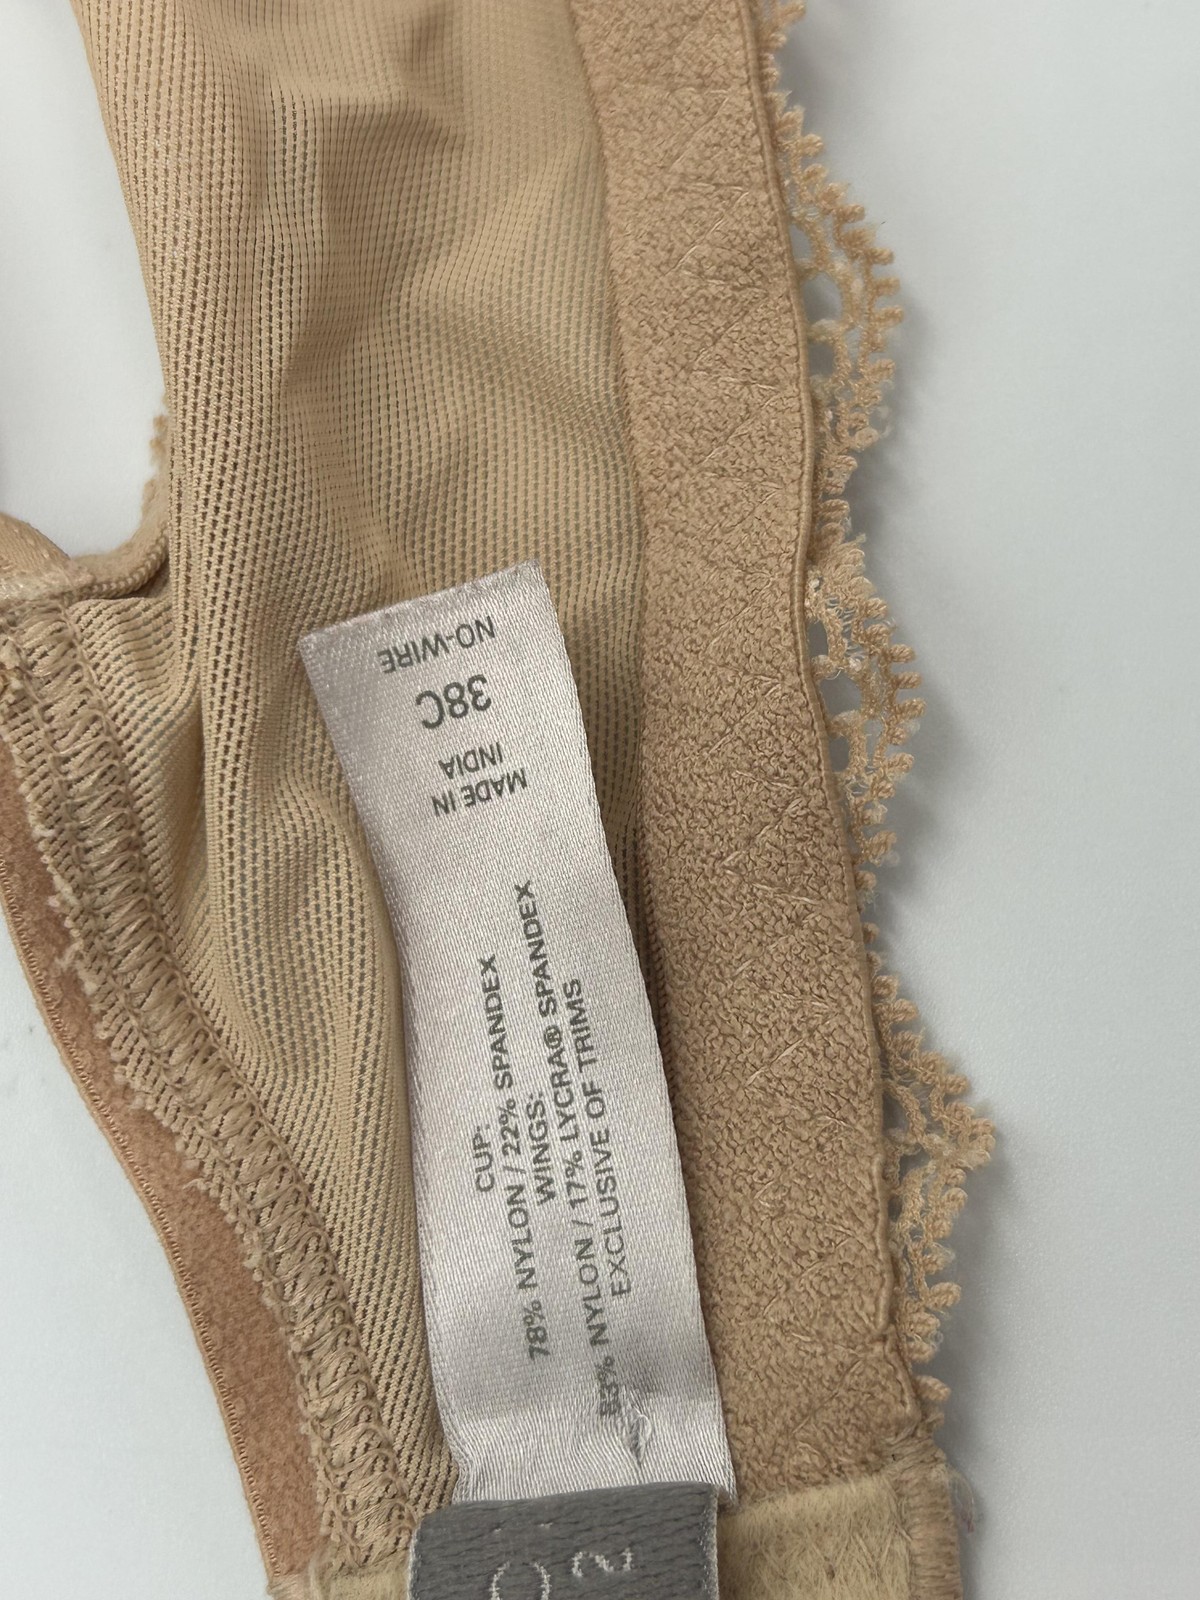 NO-WIRE
38C
MADE IN
INDIA
CUP:
78% NYLON / 22% SPANDEX
WINGS:
83% NYLON / 17% LYCRA® SPANDEX
EXCLUSIVE OF TRIMS